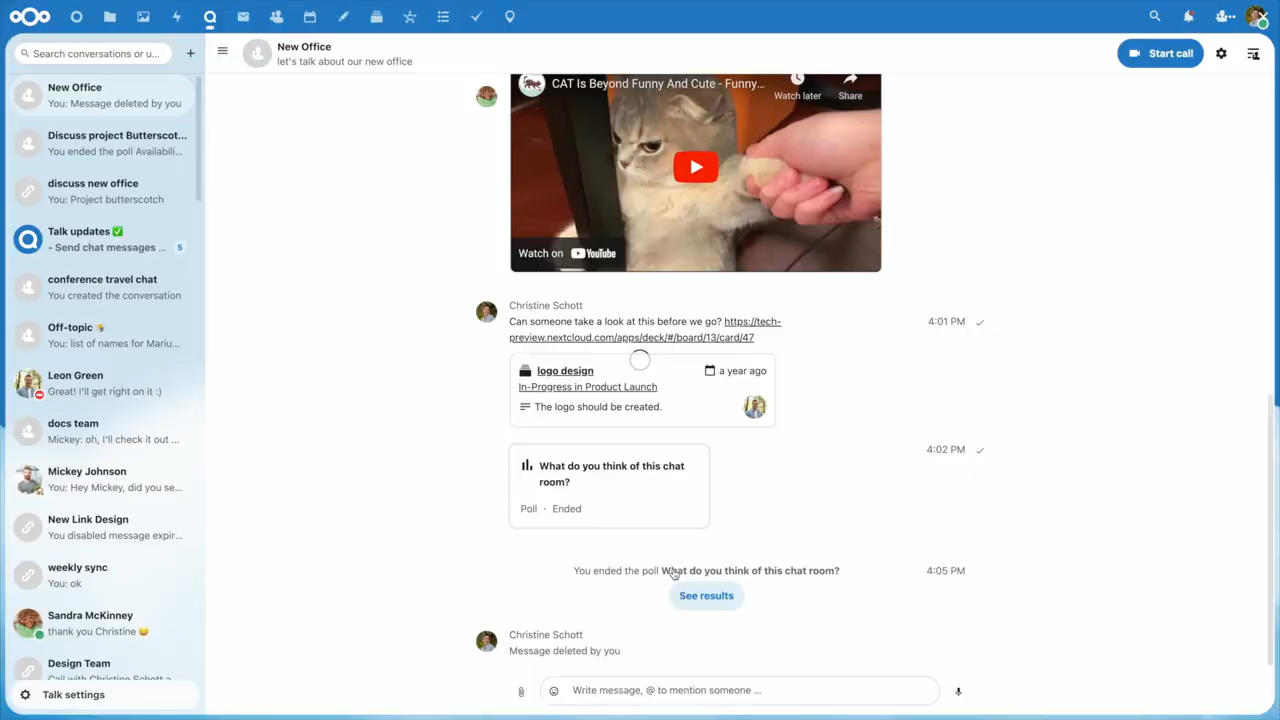 Search conversations or u...
New Office
You: Message deleted by you
Discuss project Butterscot...
You ended the poll Availabili...
discuss new office
You: Project butterscotch
Talk updates ✅
- Send chat messages ...
5
conference travel chat
You created the conversation
Off-topic
You: list of names for Mariu...
Leon Green
Great! I'll get right on it :)
docs team
Mickey: oh, I'll check it out ...
Mickey Johnson
You: Hey Mickey, did you se...
New Link Design
You disabled message expir...
weekly sync
You: ok
Sandra McKinney
thank you Christine 😀
Design Team
Call with Christine Schott a
Talk settings
New Office
let's talk about our new office
Start call
CAT Is Beyond Funny And Cute - Funny...
Watch later
Share
Watch on YouTube
Christine Schott
Can someone take a look at this before we go? https://tech-
preview.nextcloud.com/apps/deck/#/board/13/card/47
4:01 PM
logo design
a year ago
In-Progress in Product Launch
The logo should be created.
4:02 PM
What do you think of this chat
room?
Poll · Ended
You ended the poll What do you think of this chat room?
4:05 PM
See results
Christine Schott
Message deleted by you
Write message, @ to mention someone ...